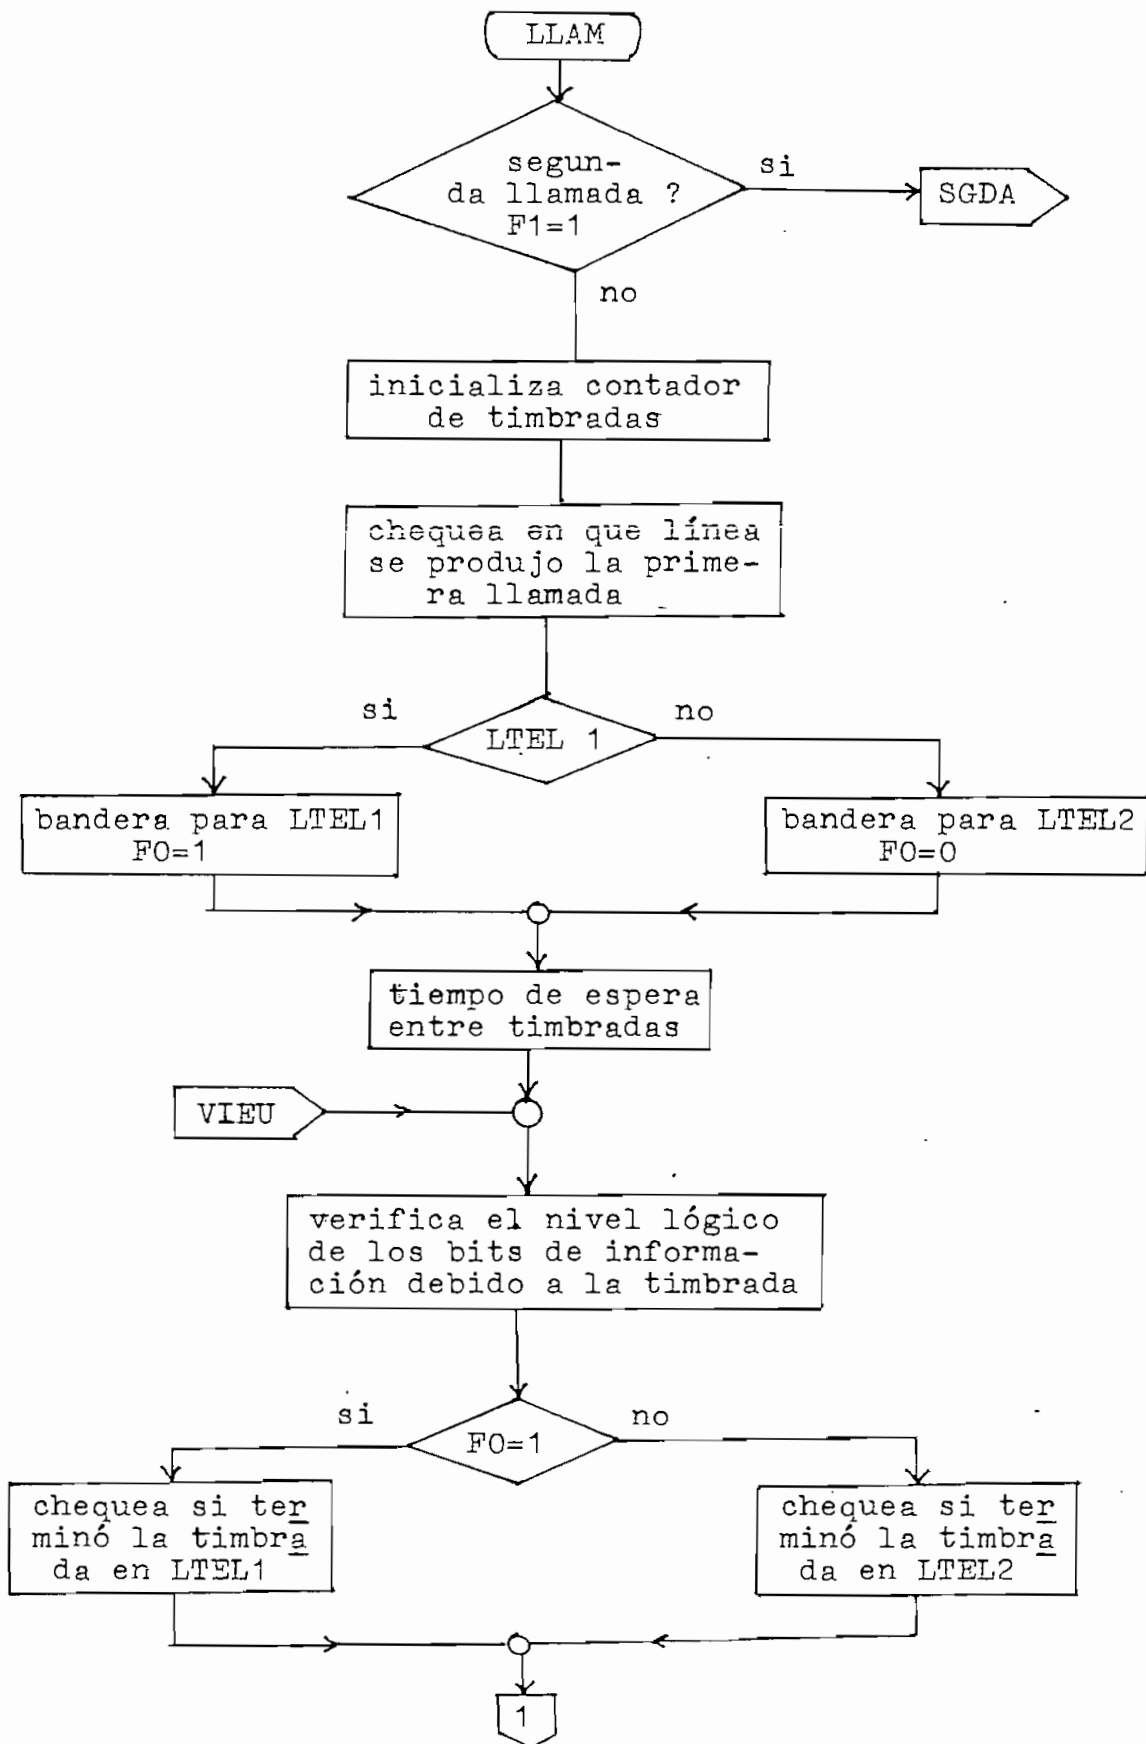 LLAM
segun-
da llamada ?
F1=1
si
SGDA
no
inicializa contador
de timbradas
chequea en que línea
se produjo la prime-
ra llamada
si
LTEL 1
no
bandera para LTEL1
F0=1
bandera para LTEL2
F0=0
tiempo de espera
entre timbradas
VIEU
verifica el nivel lógico
de los bits de informa-
ción debido a la timbrada
si
F0=1
no
chequea si ter
minó la timbra
da en LTEL1
chequea si ter
minó la timbra
da en LTEL2
1